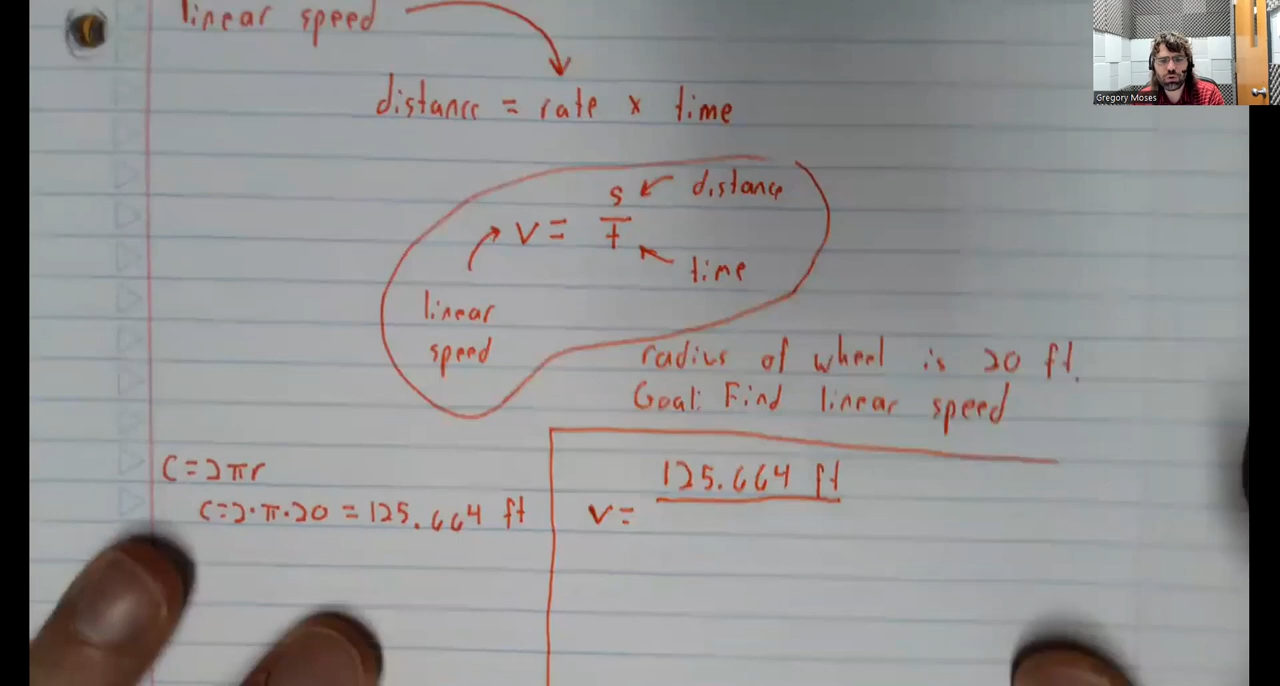 linear speed
distance = rate x time
s ← distance
v = —
t
time
linear
speed
radius of wheel is 20 ft.
Goal: Find linear speed
C=2πr
C=2·π·20 = 125.664 ft
125.664 ft
v=
Gregory Moses